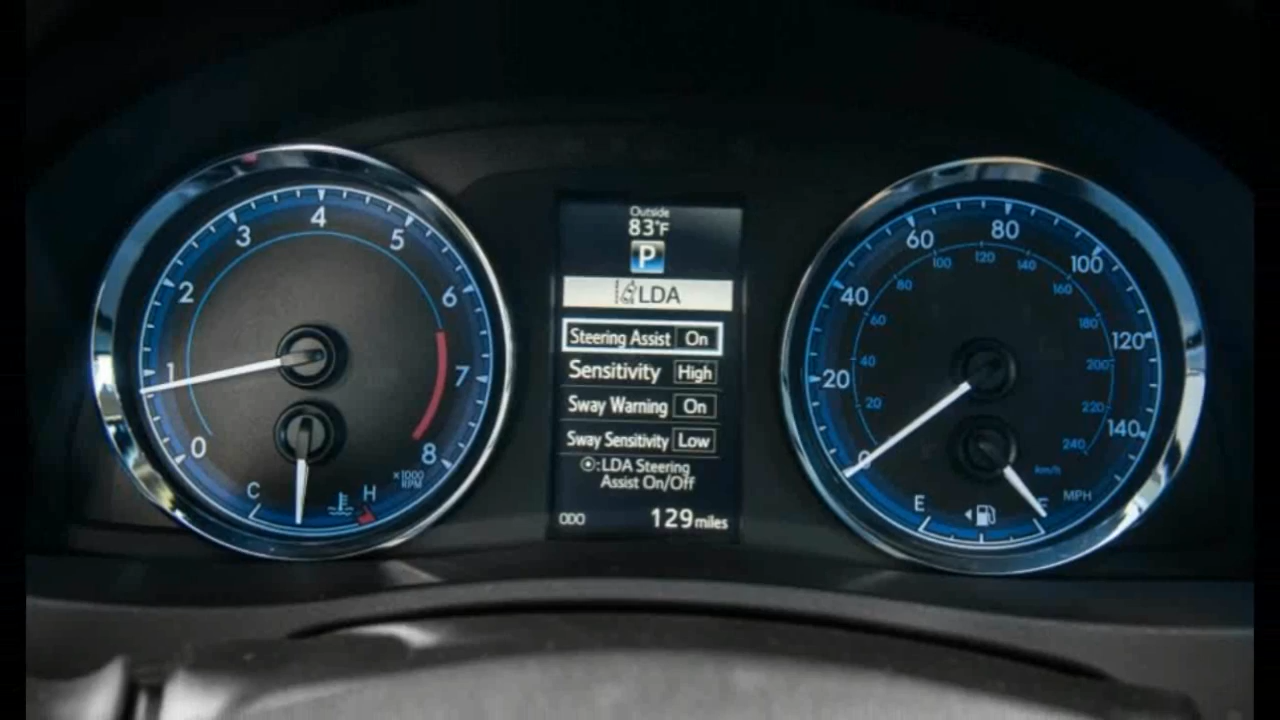 Outside
83°F
P
LDA
Steering Assist On
Sensitivity High
Sway Warning On
Sway Sensitivity Low
:LDA Steering
Assist On/Off
ODO 129 miles
0 1 2 3 4 5 6 7 8
x1000
RPM
C H
0 20 40 60 80 100 120 140
20 40 60 80 100 120 140 160 180 200 220 240
km/h
MPH
E F